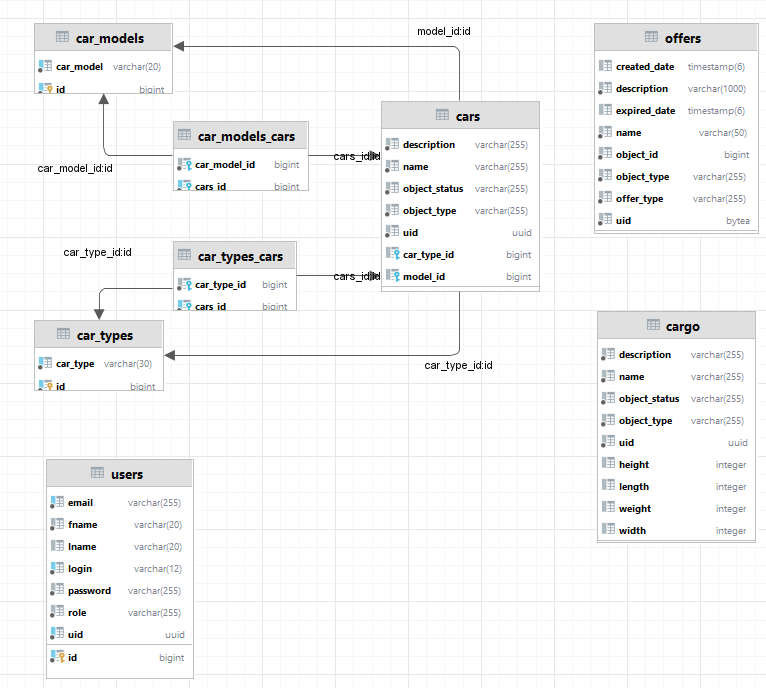 car_models
car_model varchar(20)
id bigint
model_id:id
car_models_cars
car_model_id bigint
cars_id bigint
car_model_id:id
cars_id:id
cars
description varchar(255)
name varchar(255)
object_status varchar(255)
object_type varchar(255)
uid uuid
car_type_id bigint
model_id bigint
offers
created_date timestamp(6)
description varchar(1000)
expired_date timestamp(6)
name varchar(50)
object_id bigint
object_type varchar(255)
offer_type varchar(255)
uid bytea
car_type_id:id
car_types_cars
car_type_id bigint
cars_id bigint
cars_id:id
car_types
car_type varchar(30)
id bigint
car_type_id:id
cargo
description varchar(255)
name varchar(255)
object_status varchar(255)
object_type varchar(255)
uid uuid
height integer
length integer
weight integer
width integer
users
email varchar(255)
fname varchar(20)
lname varchar(20)
login varchar(12)
password varchar(255)
role varchar(255)
uid uuid
id bigint